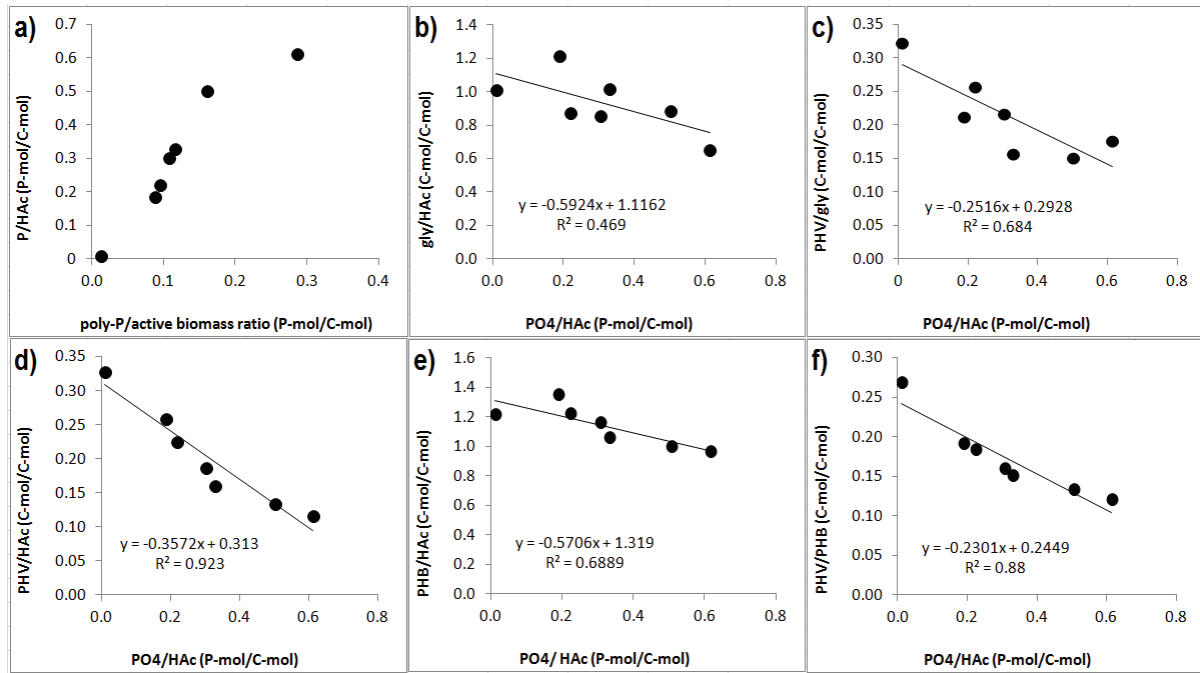 a)
P/HAc (P-mol/C-mol)
0.7
0.6
0.5
0.4
0.3
0.2
0.1
0
0.0 0.1 0.2 0.3 0.4
poly-P/active biomass ratio (P-mol/C-mol)
b)
gly/HAc (C-mol/C-mol)
1.4
1.2
1.0
0.8
0.6
0.4
0.2
0.0
y = -0.5924x + 1.1162
R² = 0.469
0.0 0.2 0.4 0.6 0.8
PO4/HAc (P-mol/C-mol)
c)
PHV/gly (C-mol/C-mol)
0.35
0.30
0.25
0.20
0.15
0.10
0.05
0.00
y = -0.2516x + 0.2928
R² = 0.684
0.0 0.2 0.4 0.6 0.8
PO4/HAc (P-mol/C-mol)
d)
PHV/HAc (C-mol/C-mol)
0.35
0.30
0.25
0.20
0.15
0.10
0.05
0.00
y = -0.3572x + 0.313
R² = 0.923
0.0 0.2 0.4 0.6 0.8
PO4/HAc (P-mol/C-mol)
e)
PHB/HAc (C-mol/C-mol)
1.6
1.4
1.2
1.0
0.8
0.6
0.4
0.2
0.0
y = -0.5706x + 1.319
R² = 0.6889
0.0 0.2 0.4 0.6 0.8
PO4/ HAc (P-mol/C-mol)
f)
PHV/PHB (C-mol/C-mol)
0.30
0.25
0.20
0.15
0.10
0.05
0.00
y = -0.2301x + 0.2449
R² = 0.88
0.0 0.2 0.4 0.6 0.8
PO4/HAc (P-mol/C-mol)